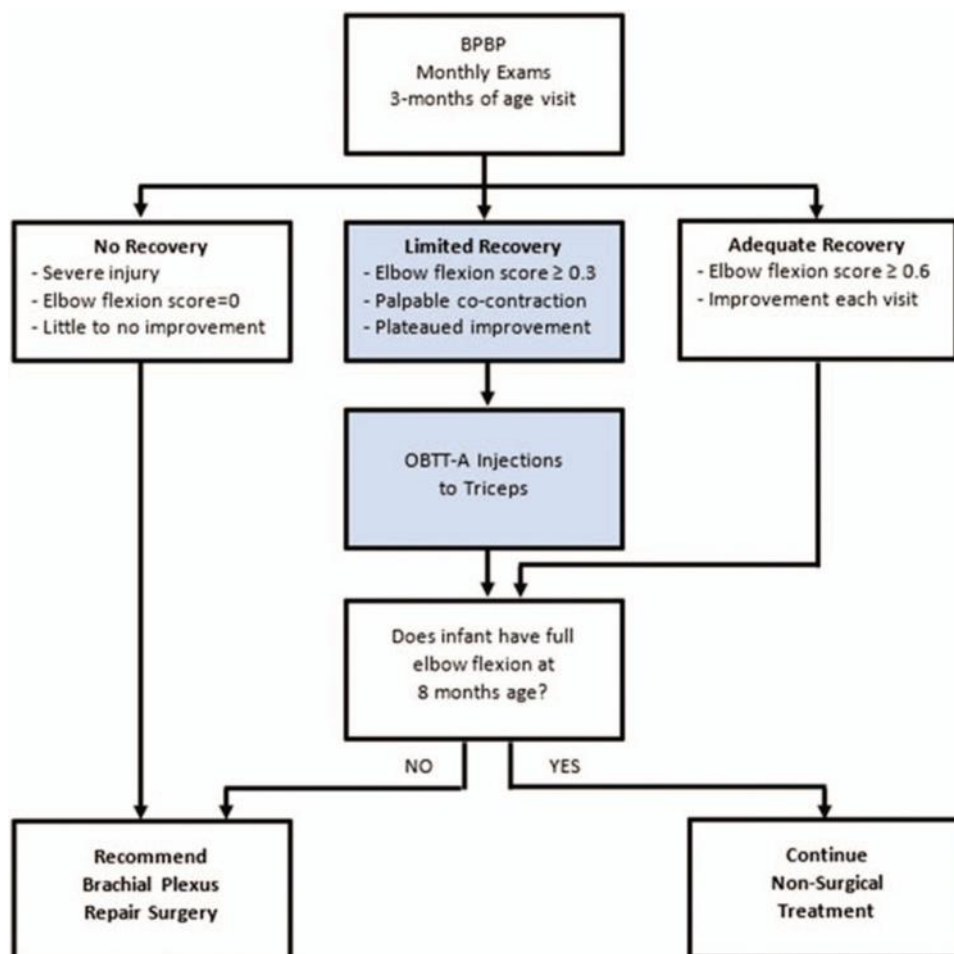 BPBP
Monthly Exams
3-months of age visit
No Recovery
- Severe injury
- Elbow flexion score=0
- Little to no improvement
Limited Recovery
- Elbow flexion score ≥ 0.3
- Palpable co-contraction
- Plateaued improvement
Adequate Recovery
- Elbow flexion score ≥ 0.6
- Improvement each visit
OBTT-A Injections
to Triceps
Does infant have full
elbow flexion at
8 months age?
NO
YES
Recommend
Brachial Plexus
Repair Surgery
Continue
Non-Surgical
Treatment